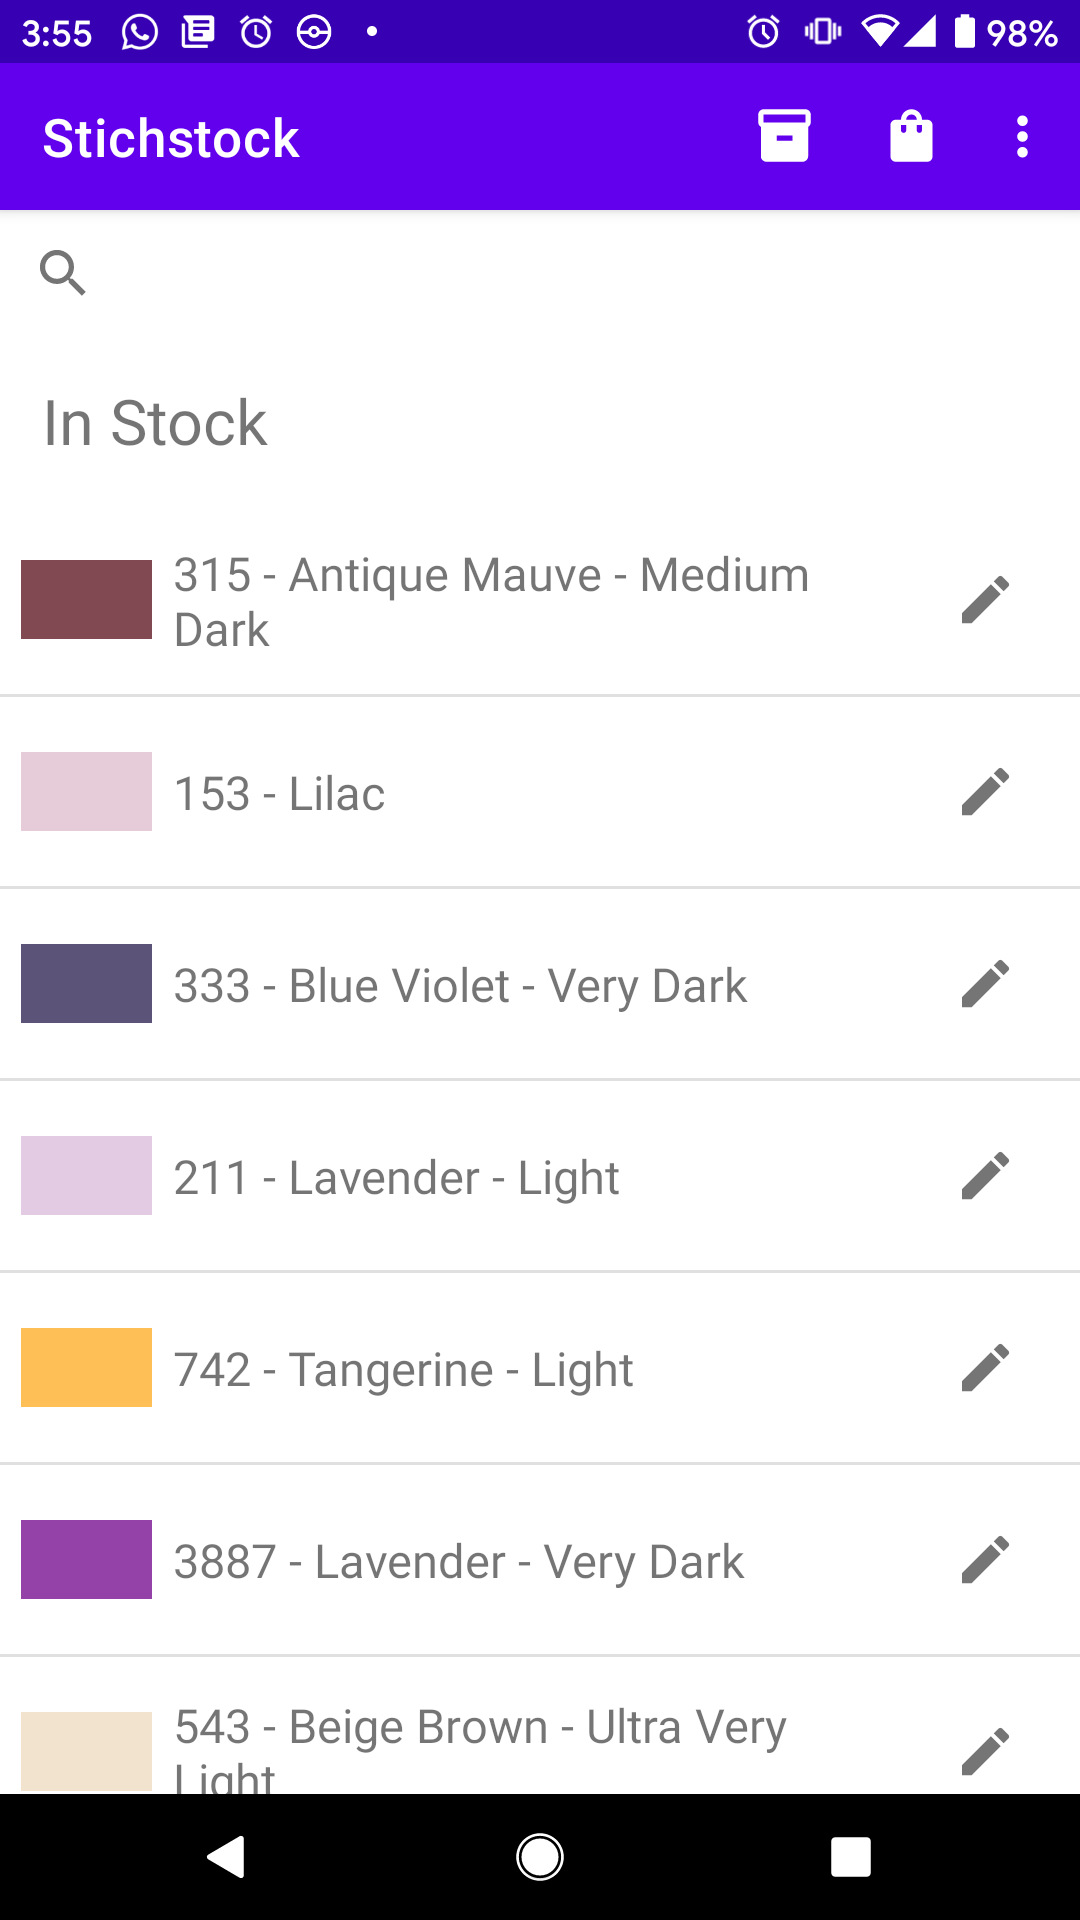 3:55
98%
Stichstock
In Stock
315 - Antique Mauve - Medium
Dark
153 - Lilac
333 - Blue Violet - Very Dark
211 - Lavender - Light
742 - Tangerine - Light
3887 - Lavender - Very Dark
543 - Beige Brown - Ultra Very
Light